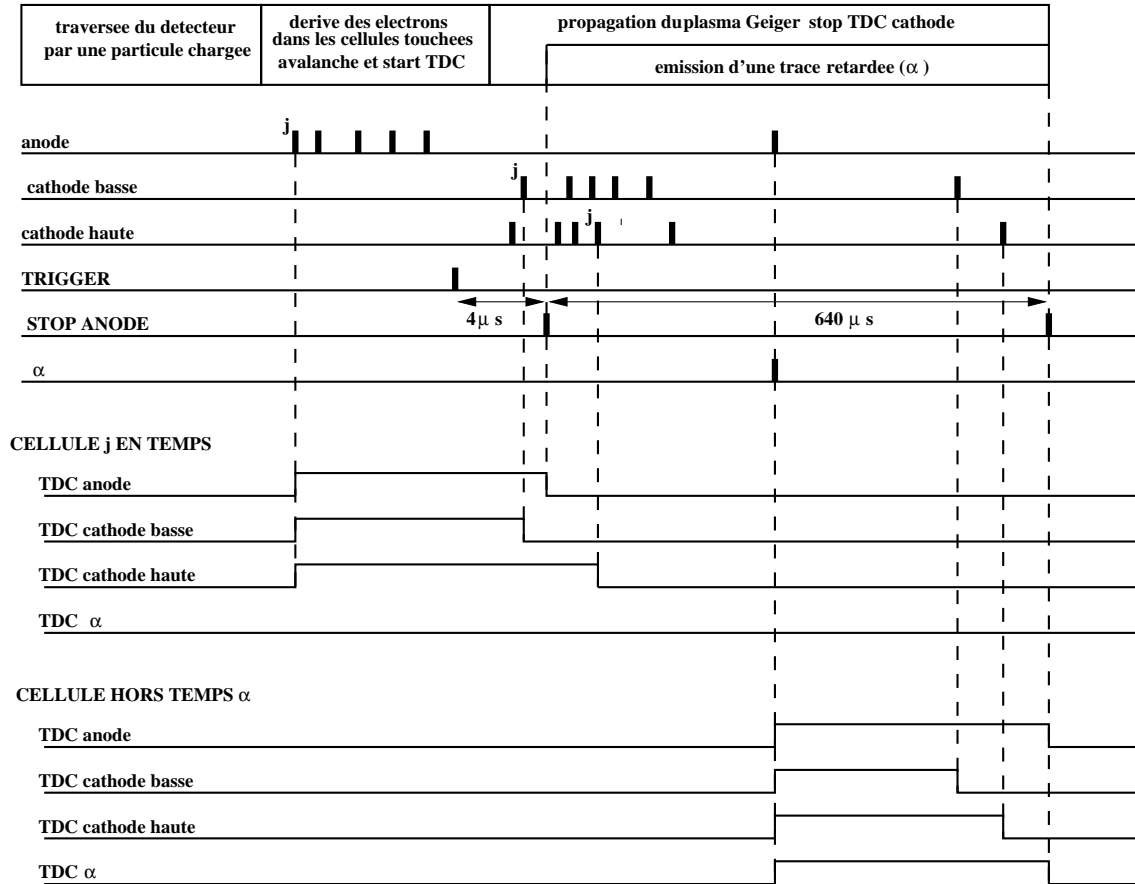 traversee du detecteur
par une particule chargee
derive des electrons
dans les cellules touchees
avalanche et start TDC
propagation duplasma Geiger stop TDC cathode
emission d'une trace retardee (α )
j
anode
j
cathode basse
j
cathode haute
TRIGGER
4 μ s
640 μ s
STOP ANODE
α
CELLULE j EN TEMPS
TDC anode
TDC cathode basse
TDC cathode haute
TDC α
CELLULE HORS TEMPS α
TDC anode
TDC cathode basse
TDC cathode haute
TDC α